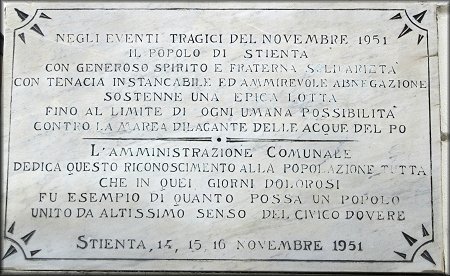 NEGLI EVENTI TRAGICI DEL NOVEMBRE 1951
IL POPOLO DI STIENTA
CON GENEROSO SPIRITO E FRATERNA SOLIDARIETÀ
CON TENACIA INSTANCABILE ED AMMIREVOLE ABNEGAZIONE
SOSTENNE UNA EPICA LOTTA
FINO AL LIMITE DI OGNI UMANA POSSIBILITÀ
CONTRO LA MAREA DILAGANTE DELLE ACQUE DEL PO
L'AMMINISTRAZIONE COMUNALE
DEDICA QUESTO RICONOSCIMENTO ALLA POPOLAZIONE TUTTA
CHE IN QUEI GIORNI DOLOROSI
FU ESEMPIO DI QUANTO POSSA UN POPOLO
UNITO DA ALTISSIMO SENSO DEL CIVICO DOVERE
STIENTA, 14, 15, 16 NOVEMBRE 1951